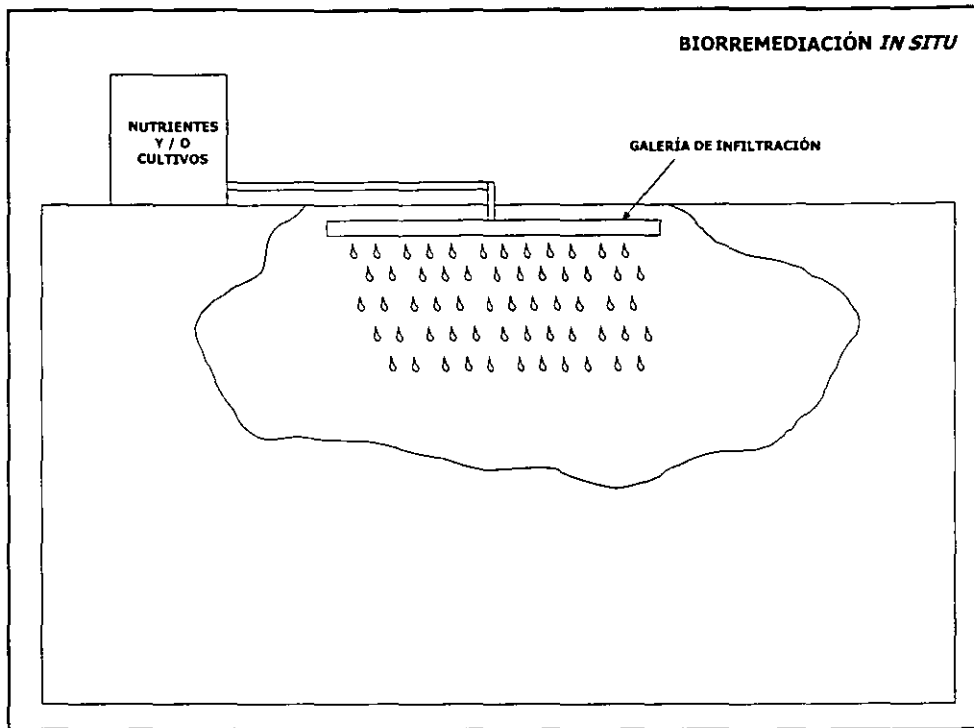 BIORREMEDIACIÓN IN SITU
NUTRIENTES
Y / O
CULTIVOS
GALERÍA DE INFILTRACIÓN